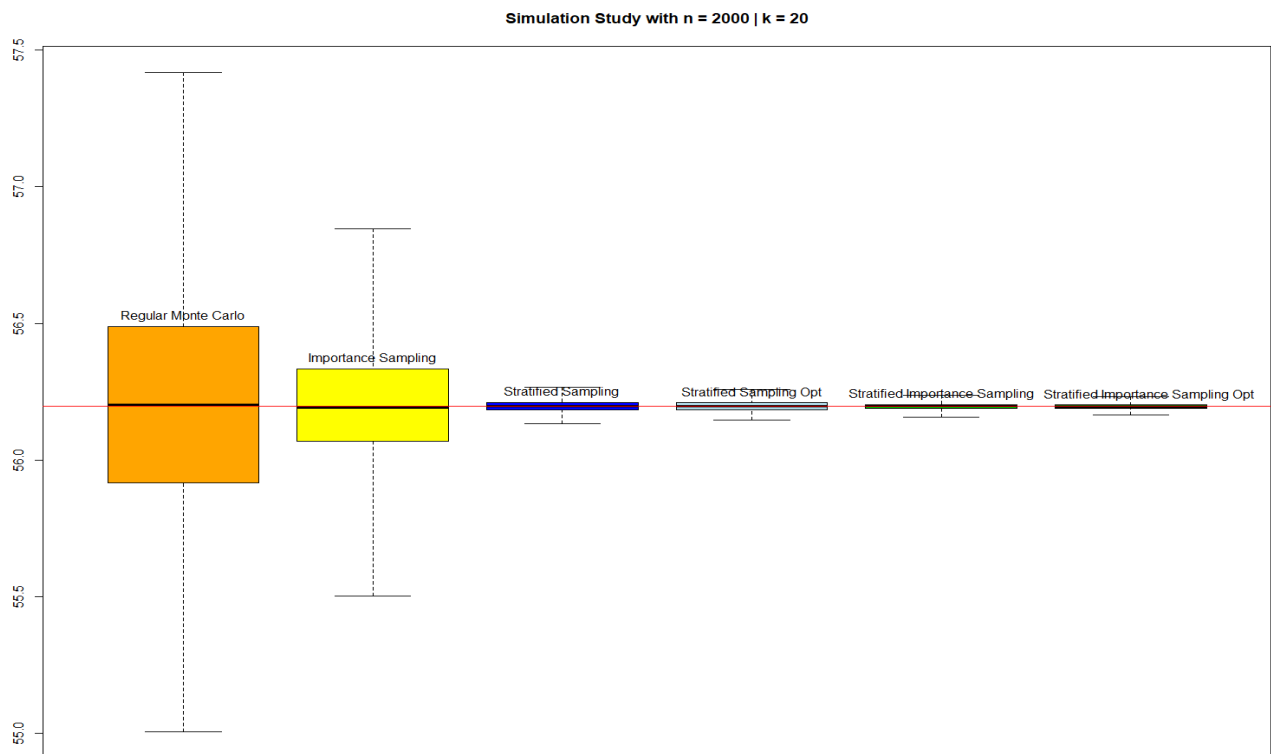 Simulation Study with n = 2000 | k = 20
57.5
57.0
56.5
56.0
55.5
55.0
Regular Monte Carlo
Importance Sampling
Stratified Sampling
Stratified Sampling Opt
Stratified Importance Sampling
Stratified Importance Sampling Opt